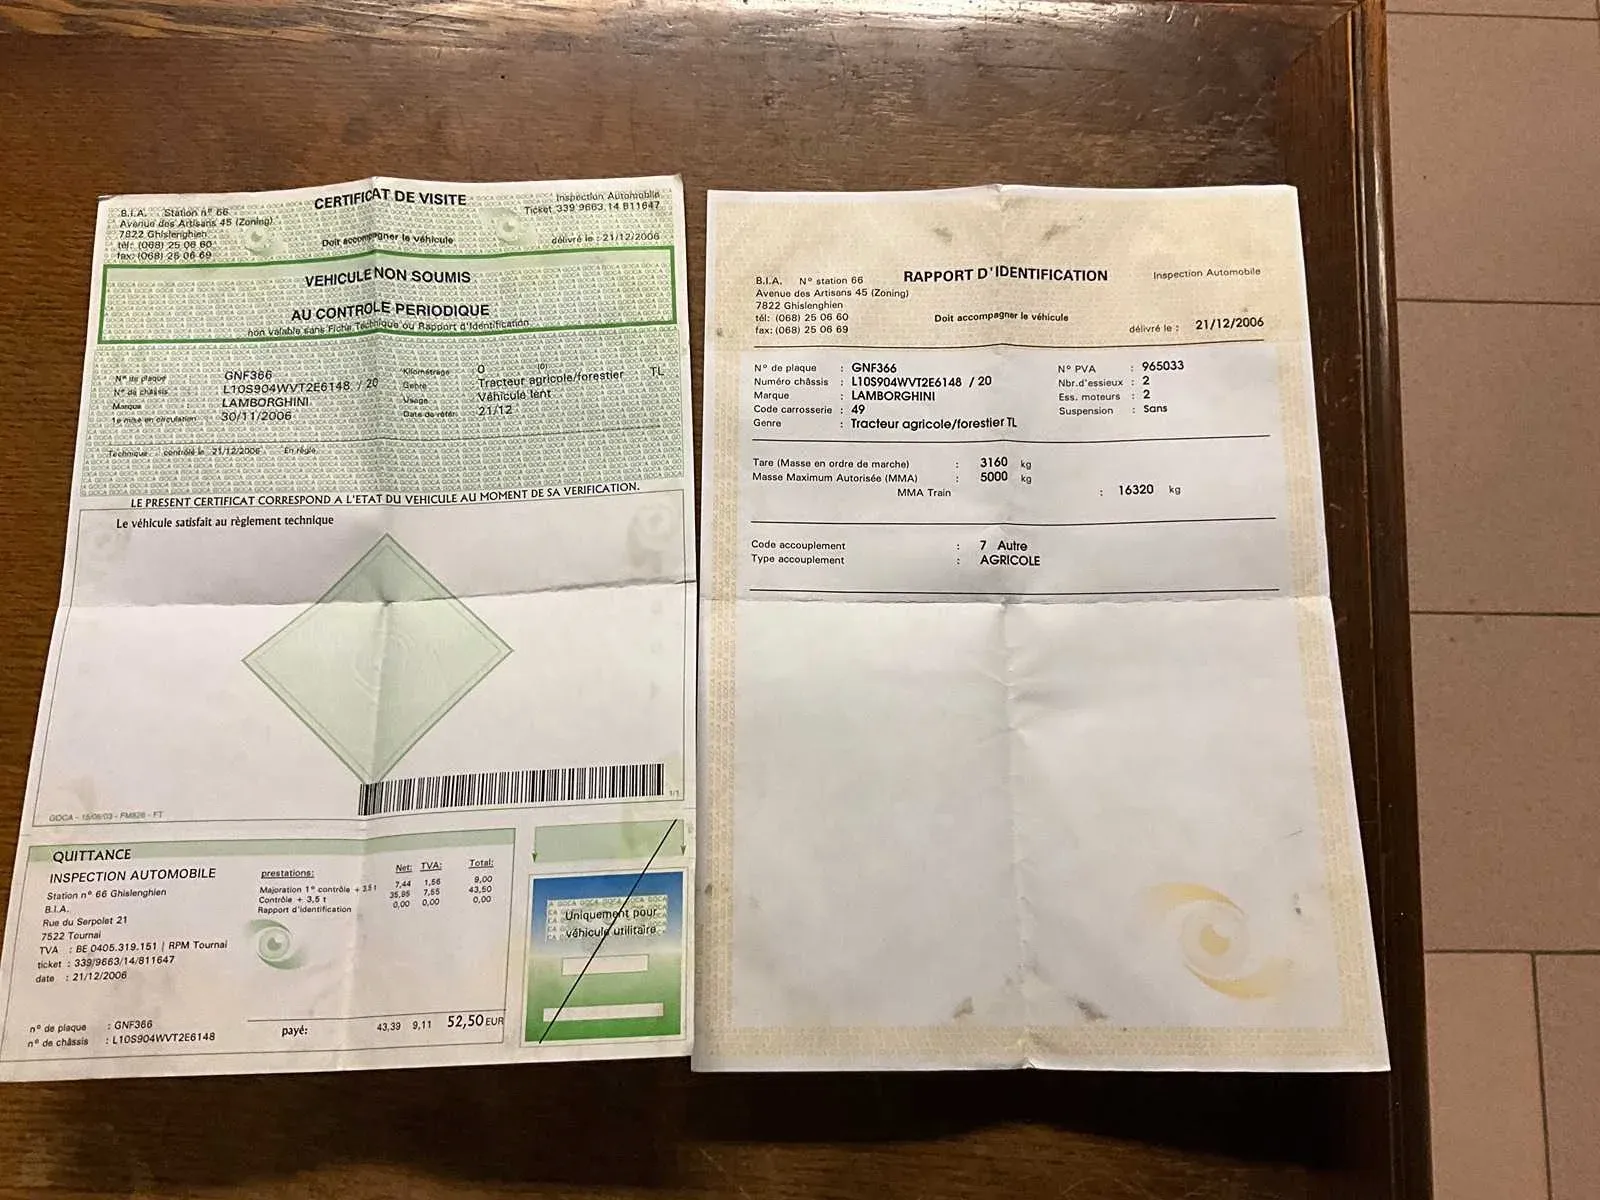 CERTIFICAT DE VISITE
B.I.A. Station n° 66
Avenue des Artisans 45 (Zoning)
7822 Ghislenghien
tél: (068) 25 06 60
fax: (068) 25 06 69
Doit accompagner le véhicule
Inspection Automobile
Ticket 339 9663.14 811647
délivré le : 21/12/2006
VEHICULE NON SOUMIS
AU CONTROLE PERIODIQUE
non valable sans Fiche Technique ou Rapport d'Identification
N° de plaque GNF366
N° de châssis L10S904WVT2E6148 / 20
Marque LAMBORGHINI
1e mise en circulation 30/11/2006
Kilométrage 0 (0)
Genre Tracteur agricole/forestier TL
Usage Véhicule lent
Date de vérif. 21/12
Technique contrôlé le 21/12/2006 En règle
LE PRESENT CERTIFICAT CORRESPOND A L'ETAT DU VEHICULE AU MOMENT DE SA VERIFICATION.
Le véhicule satisfait au règlement technique
1/1
GOCA - 15/09/03 - FM826 - FT
QUITTANCE
INSPECTION AUTOMOBILE
Station n° 66 Ghislenghien
B.I.A.
Rue du Serpolet 21
7522 Tournai
TVA : BE 0405.319.151 | RPM Tournai
ticket : 339/9663/14/811647
date : 21/12/2006
n° de plaque : GNF366
n° de châssis : L10S904WVT2E6148
prestations: Net: TVA: Total:
Majoration 1° contrôle + 3.5 t 7,44 1,56 9,00
Contrôle + 3,5 t 35,95 7,55 43,50
Rapport d'identification 0,00 0,00 0,00
payé: 43,39 9,11 52,50 EUR
Uniquement pour
véhicule utilitaire
RAPPORT D'IDENTIFICATION
B.I.A. N° station 66
Avenue des Artisans 45 (Zoning)
7822 Ghislenghien
tél: (068) 25 06 60
fax: (068) 25 06 69
Doit accompagner le véhicule
Inspection Automobile
délivré le : 21/12/2006
N° de plaque : GNF366
Numéro châssis : L10S904WVT2E6148 / 20
Marque : LAMBORGHINI
Code carrosserie : 49
Genre : Tracteur agricole/forestier TL
N° PVA : 965033
Nbr.d'essieux : 2
Ess. moteurs : 2
Suspension : Sans
Tare (Masse en ordre de marche) : 3160 kg
Masse Maximum Autorisée (MMA) : 5000 kg
MMA Train : 16320 kg
Code accouplement : 7 Autre
Type accouplement : AGRICOLE